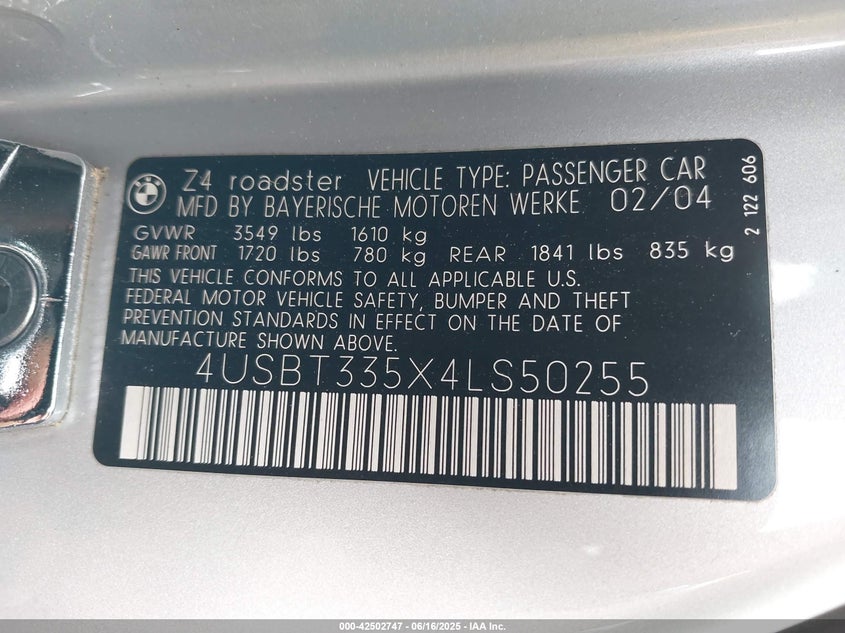 BMW
Z4 roadster VEHICLE TYPE: PASSENGER CAR
MFD BY BAYERISCHE MOTOREN WERKE 02/04
GVWR 3549 lbs 1610 kg
GAWR FRONT 1720 lbs 780 kg REAR 1841 lbs 835 kg
THIS VEHICLE CONFORMS TO ALL APPLICABLE U.S.
FEDERAL MOTOR VEHICLE SAFETY, BUMPER AND THEFT
PREVENTION STANDARDS IN EFFECT ON THE DATE OF
MANUFACTURE SHOWN ABOVE.
4USBT335X4LS50255
2 122 606
000-42502747 - 06/16/2025 - IAA Inc.